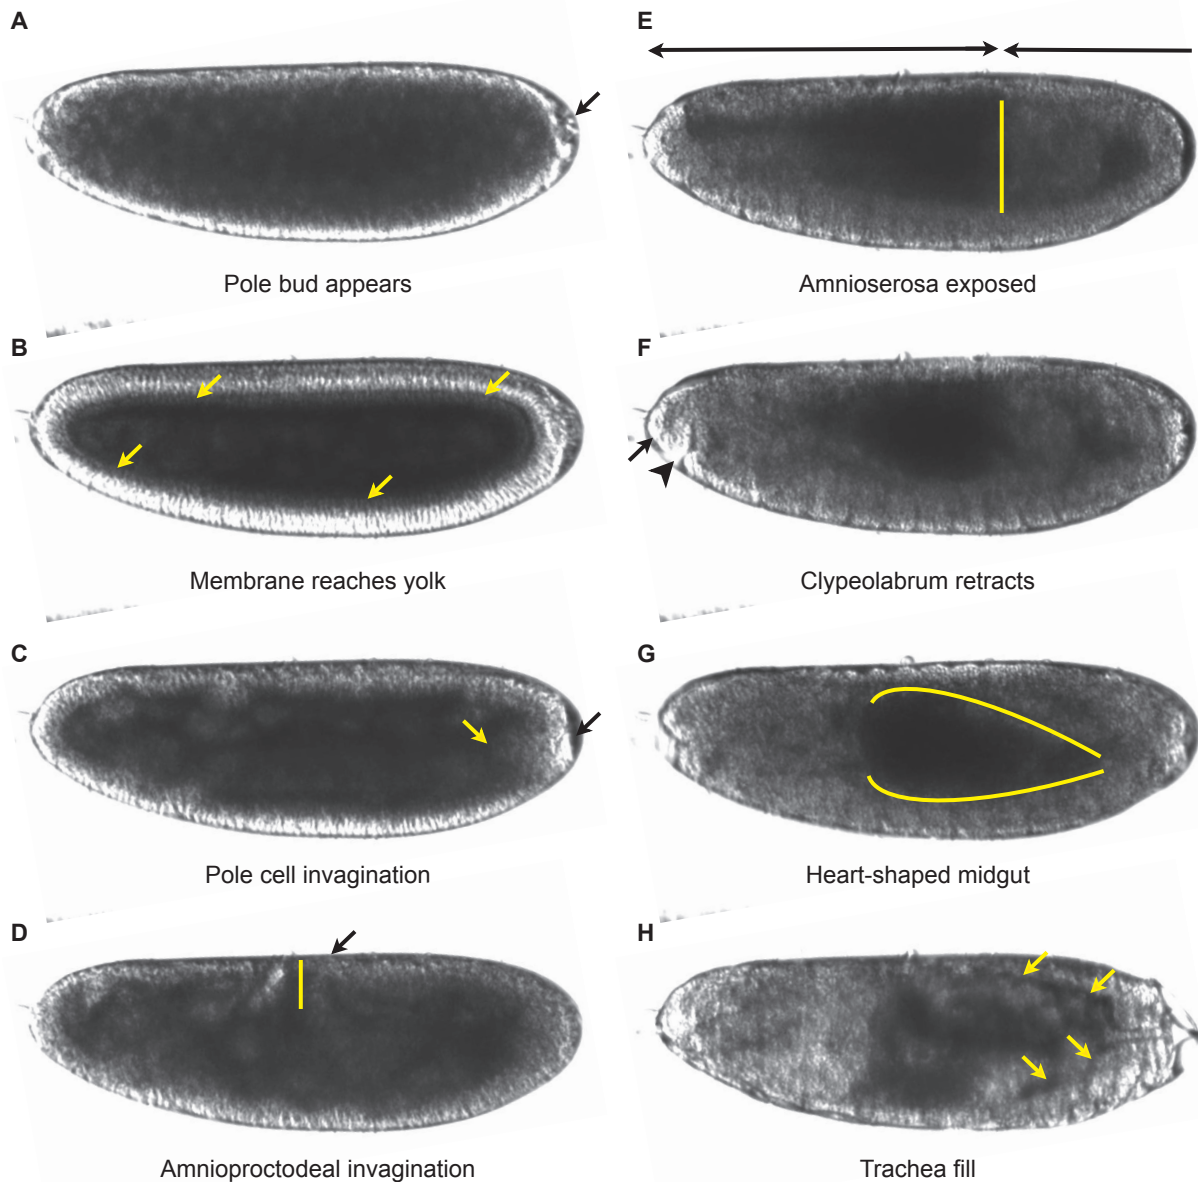 A
Pole bud appears
B
Membrane reaches yolk
C
Pole cell invagination
D
Amnioproctodeal invagination
E
Amnioserosa exposed
F
Clypeolabrum retracts
G
Heart-shaped midgut
H
Trachea fill